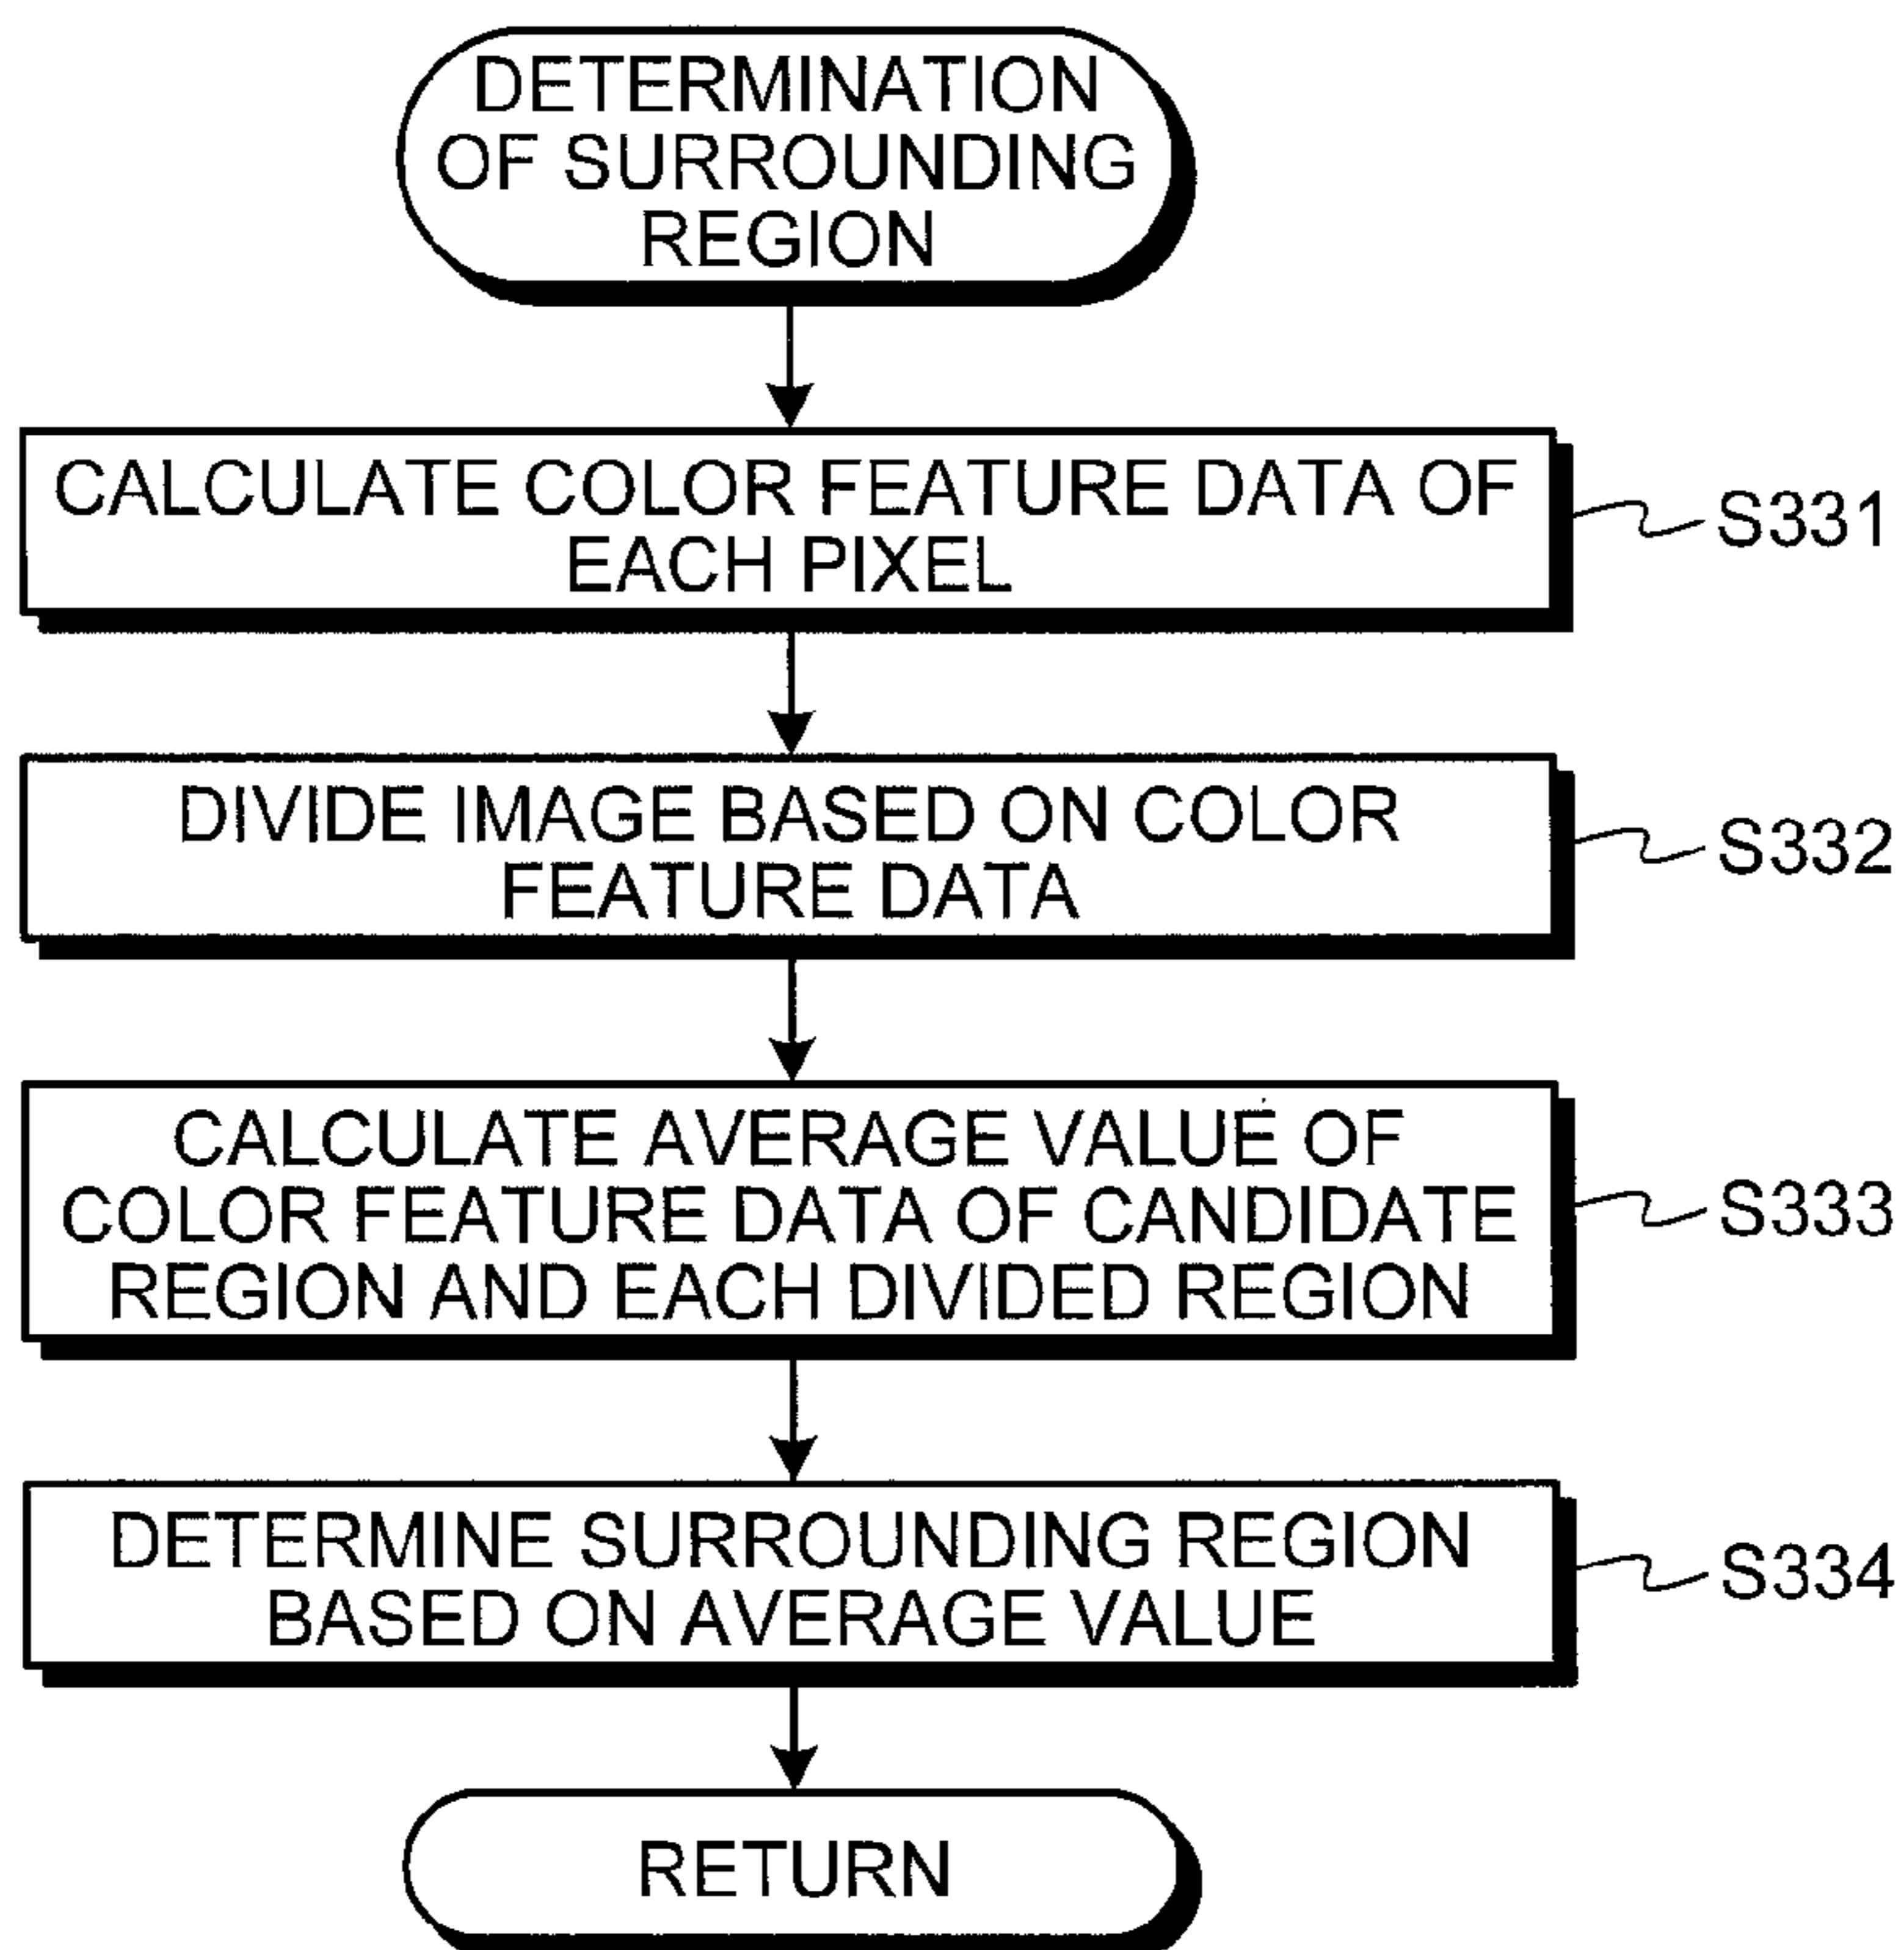 DETERMINATION
OF SURROUNDING
REGION
CALCULATE COLOR FEATURE DATA OF
EACH PIXEL
S331
DIVIDE IMAGE BASED ON COLOR
FEATURE DATA
S332
CALCULATE AVERAGE VALUE OF
COLOR FEATURE DATA OF CANDIDATE
REGION AND EACH DIVIDED REGION
S333
DETERMINE SURROUNDING REGION
BASED ON AVERAGE VALUE
S334
RETURN